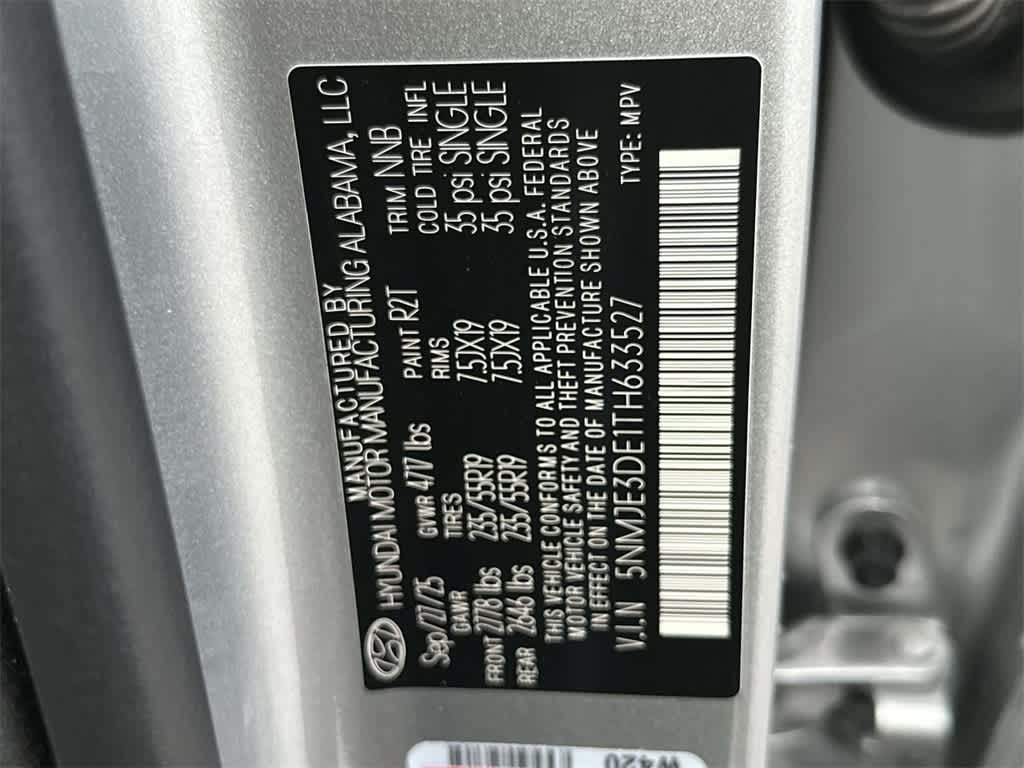 MANUFACTURED BY
HYUNDAI MOTOR MANUFACTURING ALABAMA, LLC
Sep/27/25 GVWR 4717 lbs PAINT R2T TRIM NNB
GAWR TIRES RIMS COLD TIRE INFL
FRONT 2778 lbs 235/55R19 7.5JX19 35 psi SINGLE
REAR 2646 lbs 235/55R19 7.5JX19 35 psi SINGLE
THIS VEHICLE CONFORMS TO ALL APPLICABLE U.S.A. FEDERAL
MOTOR VEHICLE SAFETY AND THEFT PREVENTION STANDARDS
IN EFFECT ON THE DATE OF MANUFACTURE SHOWN ABOVE
V.I.N 5NMJE3DE1TH633527 TYPE: MPV
W420